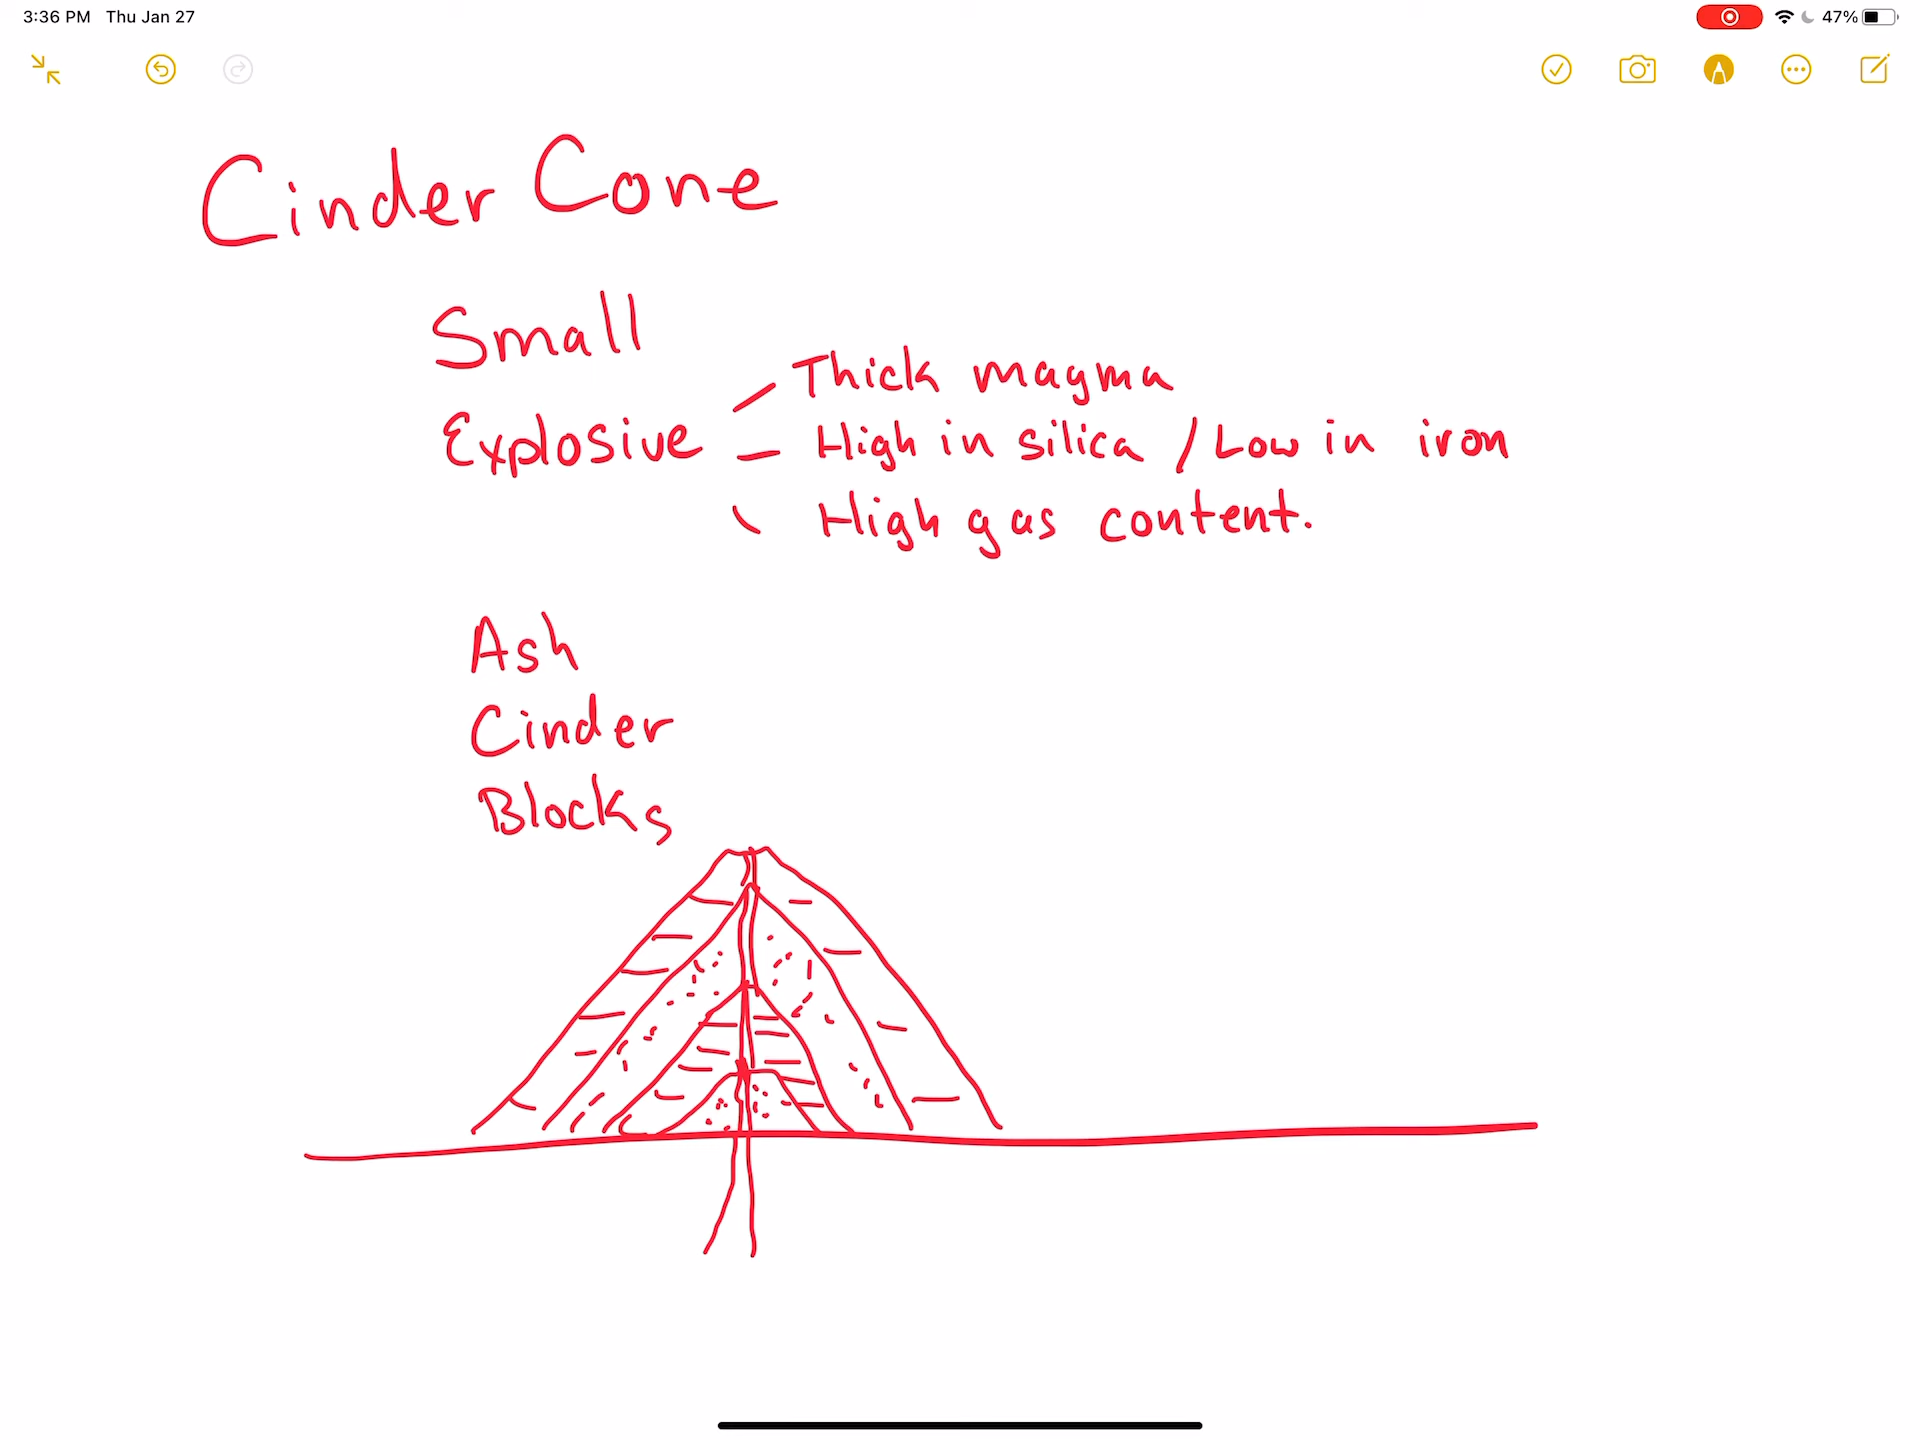 3:36 PM Thu Jan 27
47%
Cinder Cone
Small
Thick magma
Explosive
High in silica / Low in iron
High gas content.
Ash
Cinder
Blocks